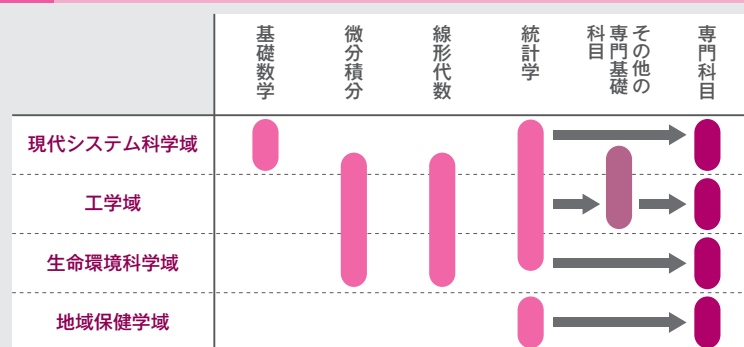 基礎数学
微分積分
線形代数
統計学
その他の
専門基礎
科目
専門科目
現代システム科学域
工学域
生命環境科学域
地域保健学域